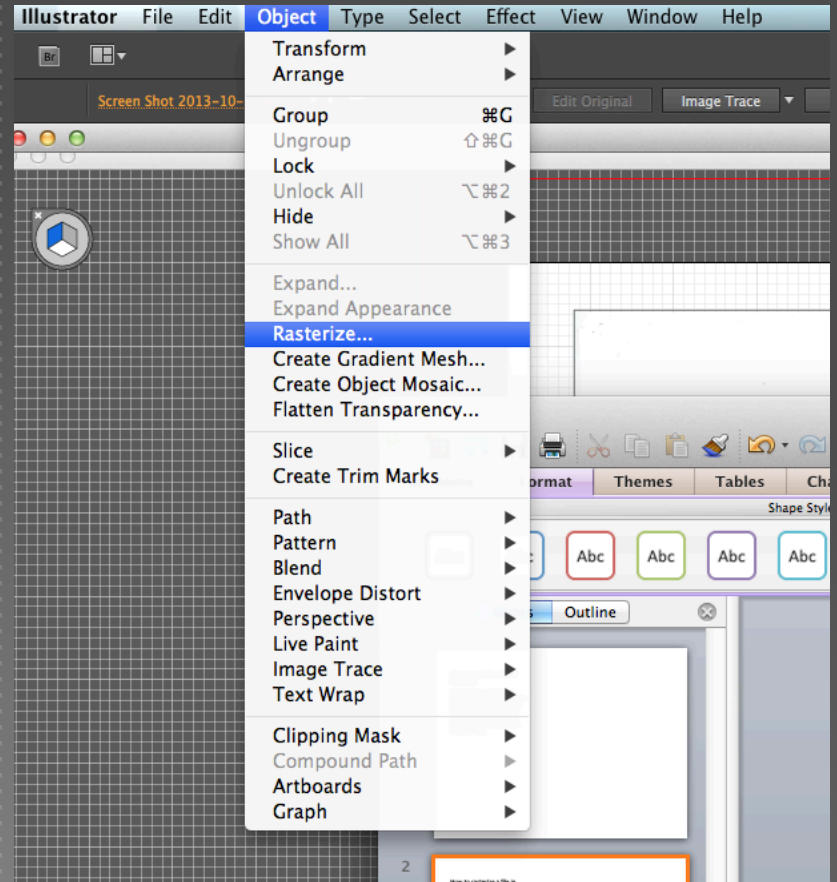 Illustrator File Edit Object Type Select Effect View Window Help
Br
Screen Shot 2013-10- Edit Original Image Trace
Transform
Arrange
Group ⌘G
Ungroup ⇧⌘G
Lock
Unlock All ⌥⌘2
Hide
Show All ⌥⌘3
Expand...
Expand Appearance
Rasterize...
Create Gradient Mesh...
Create Object Mosaic...
Flatten Transparency...
Slice
Create Trim Marks
Path
Pattern
Blend
Envelope Distort
Perspective
Live Paint
Image Trace
Text Wrap
Clipping Mask
Compound Path
Artboards
Graph
ormat Themes Tables Cha
Shape Style
Abc Abc Abc Abc
Outline
2